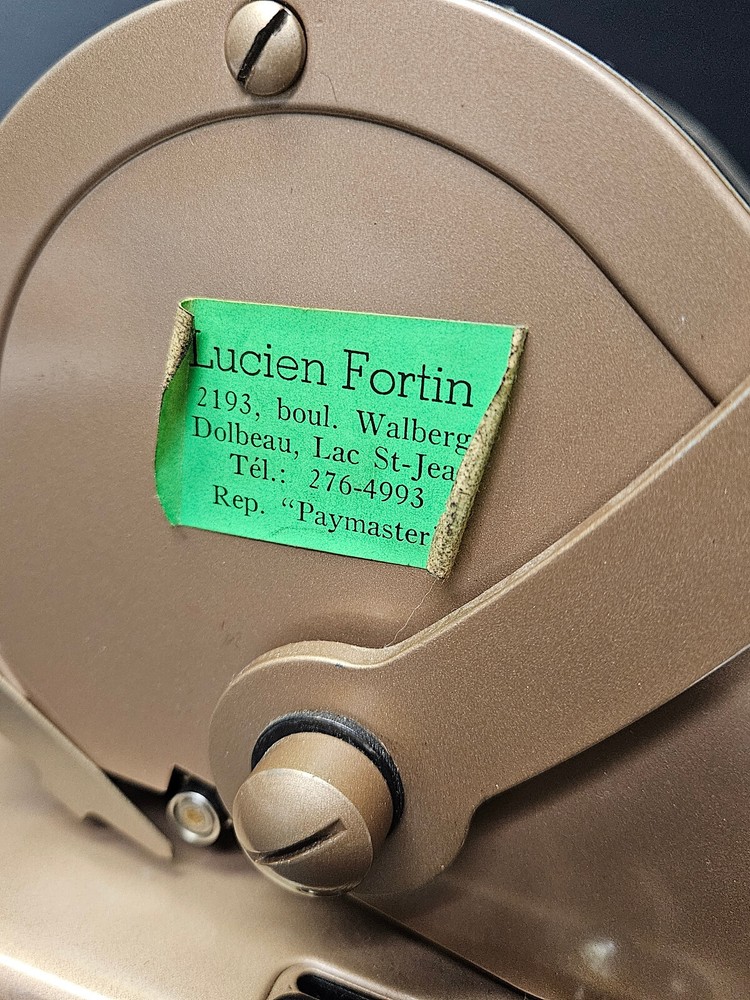 Lucien Fortin
2193, boul. Walberg
Dolbeau, Lac St-Jea
Tél.: 276-4993
Rep. "Paymaster